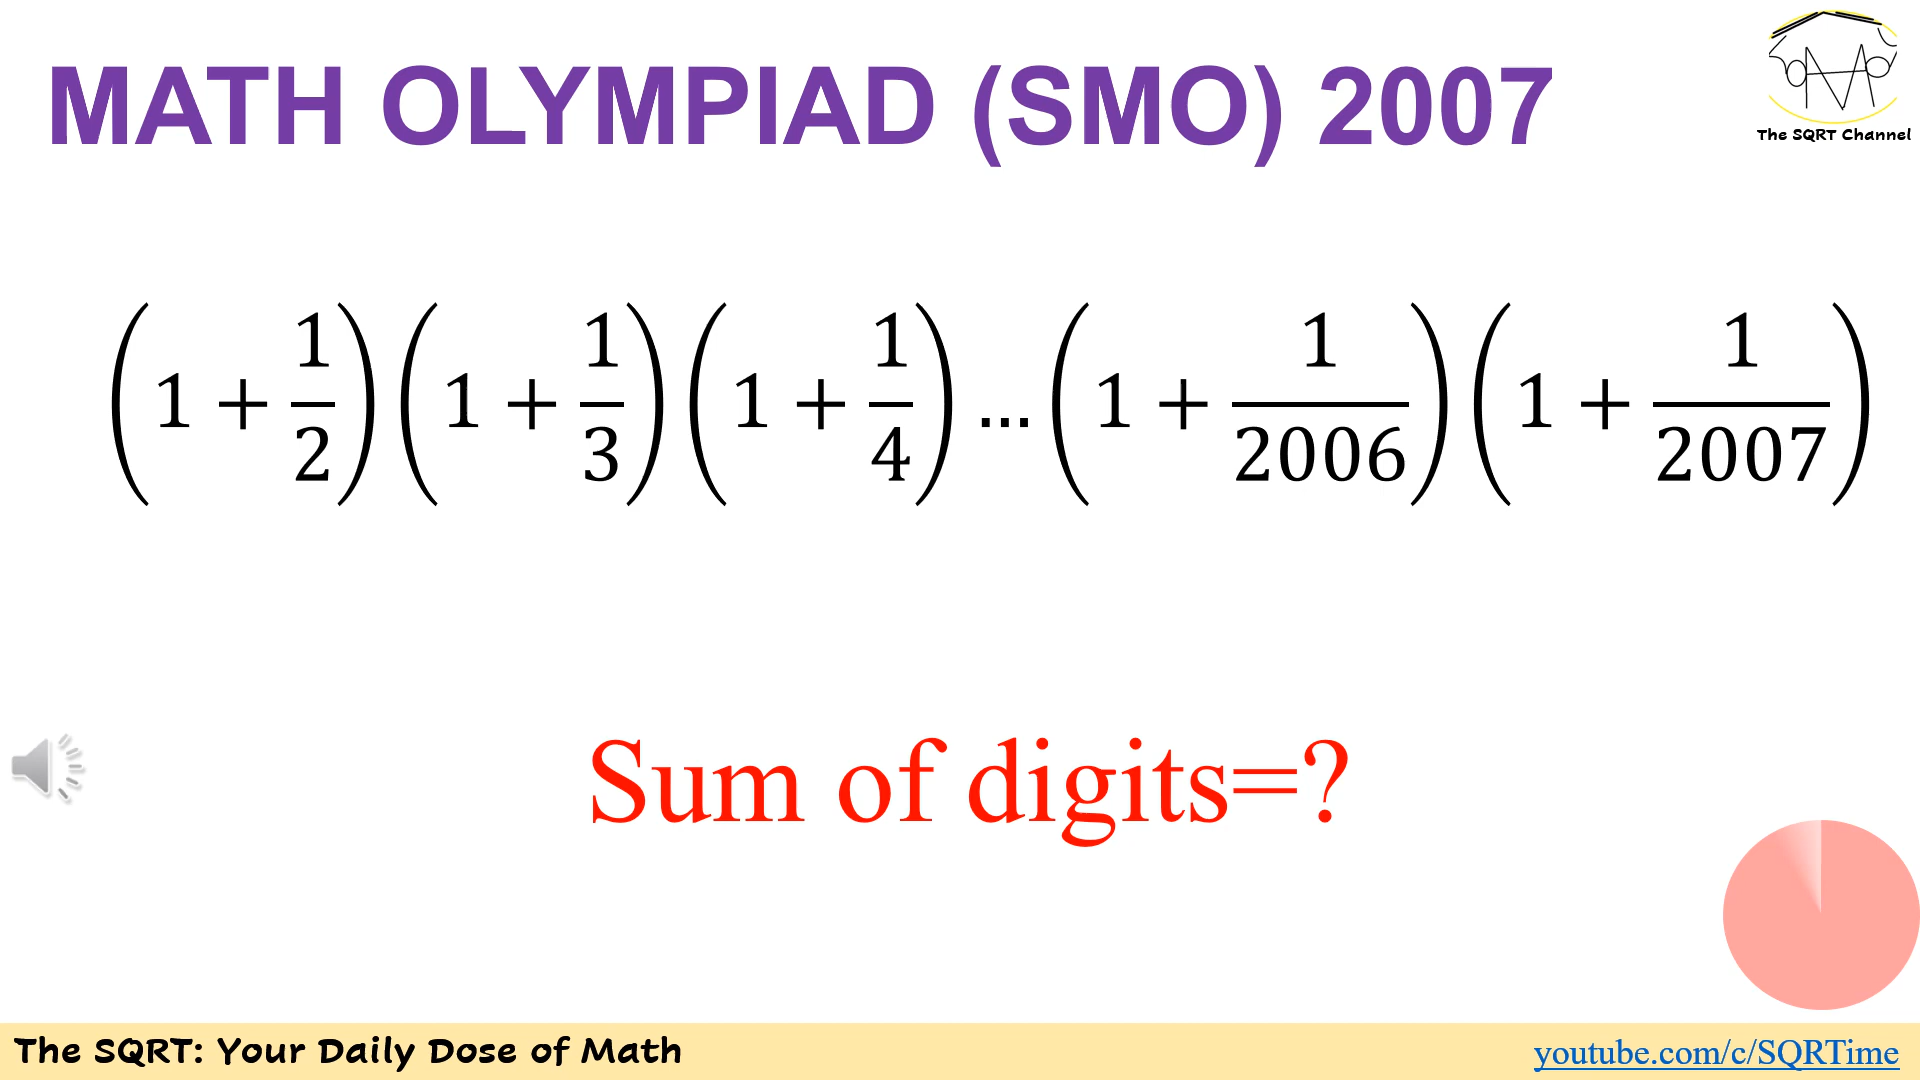 MATH OLYMPIAD (SMO) 2007
The SQRT Channel
(1 + 1/2)(1 + 1/3)(1 + 1/4)...(1 + 1/2006)(1 + 1/2007)
Sum of digits=?
The SQRT: Your Daily Dose of Math
youtube.com/c/SQRTime